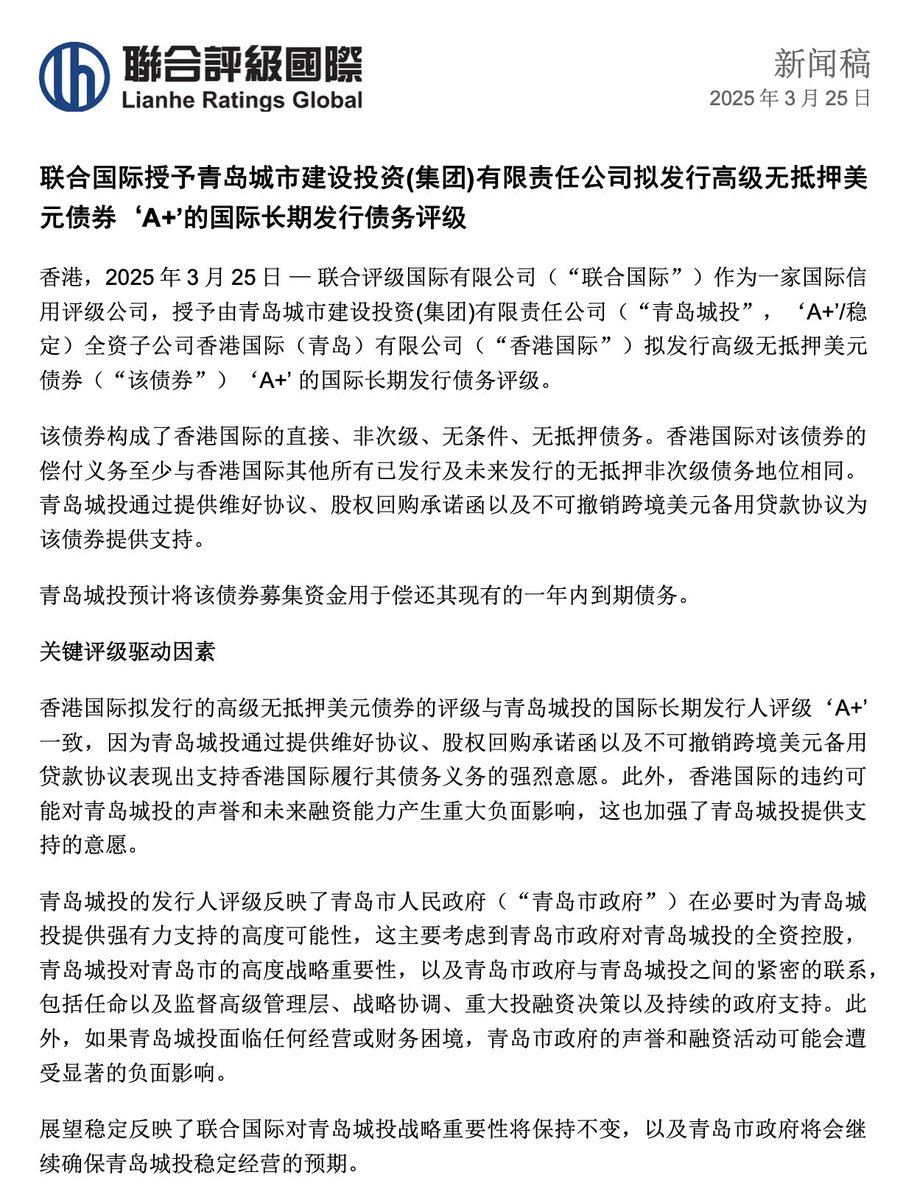 聯合評級國際
Lianhe Ratings Global
新闻稿
2025 年 3 月 25 日
联合国际授予青岛城市建设投资(集团)有限责任公司拟发行高级无抵押美
元债券‘A+’的国际长期发行债务评级
香港，2025 年 3 月 25 日 — 联合评级国际有限公司（“联合国际”）作为一家国际信
用评级公司，授予由青岛城市建设投资(集团)有限责任公司（“青岛城投”，‘A+’/稳
定）全资子公司香港国际（青岛）有限公司（“香港国际”）拟发行高级无抵押美元
债券（“该债券”）‘A+’ 的国际长期发行债务评级。
该债券构成了香港国际的直接、非次级、无条件、无抵押债务。香港国际对该债券的
偿付义务至少与香港国际其他所有已发行及未来发行的无抵押非次级债务地位相同。
青岛城投通过提供维好协议、股权回购承诺函以及不可撤销跨境美元备用贷款协议为
该债券提供支持。
青岛城投预计将该债券募集资金用于偿还其现有的一年内到期债务。
关键评级驱动因素
香港国际拟发行的高级无抵押美元债券的评级与青岛城投的国际长期发行人评级‘A+’
一致，因为青岛城投通过提供维好协议、股权回购承诺函以及不可撤销跨境美元备用
贷款协议表现出支持香港国际履行其债务义务的强烈意愿。此外，香港国际的违约可
能对青岛城投的声誉和未来融资能力产生重大负面影响，这也加强了青岛城投提供支
持的意愿。
青岛城投的发行人评级反映了青岛市人民政府（“青岛市政府”）在必要时为青岛城
投提供强有力支持的高度可能性，这主要考虑到青岛市政府对青岛城投的全资控股，
青岛城投对青岛市的高度战略重要性，以及青岛市政府与青岛城投之间的紧密的联系，
包括任命以及监督高级管理层、战略协调、重大投融资决策以及持续的政府支持。此
外，如果青岛城投面临任何经营或财务困境，青岛市政府的声誉和融资活动可能会遭
受显著的负面影响。
展望稳定反映了联合国际对青岛城投战略重要性将保持不变，以及青岛市政府将会继
续确保青岛城投稳定经营的预期。